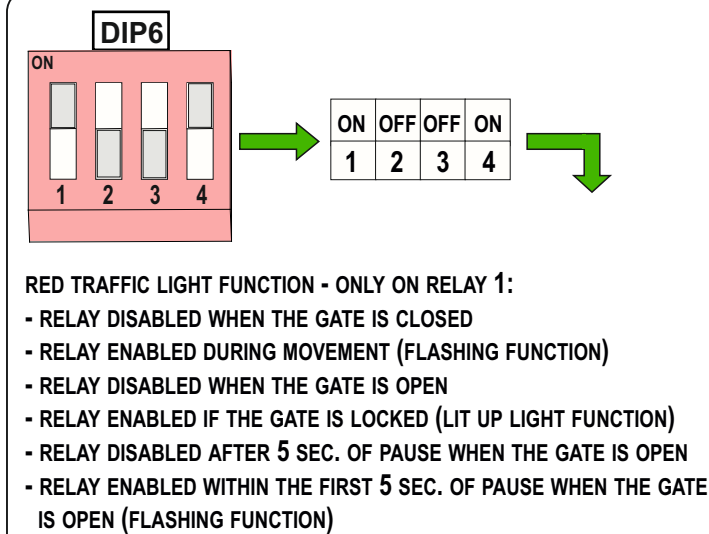 DIP6
ON
1 2 3 4
ON OFF OFF ON
1 2 3 4
RED TRAFFIC LIGHT FUNCTION - ONLY ON RELAY 1:
- RELAY DISABLED WHEN THE GATE IS CLOSED
- RELAY ENABLED DURING MOVEMENT (FLASHING FUNCTION)
- RELAY DISABLED WHEN THE GATE IS OPEN
- RELAY ENABLED IF THE GATE IS LOCKED (LIT UP LIGHT FUNCTION)
- RELAY DISABLED AFTER 5 SEC. OF PAUSE WHEN THE GATE IS OPEN
- RELAY ENABLED WITHIN THE FIRST 5 SEC. OF PAUSE WHEN THE GATE
IS OPEN (FLASHING FUNCTION)